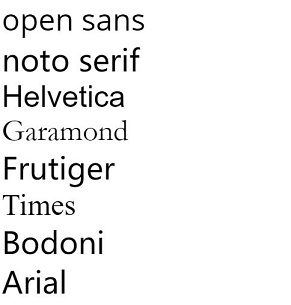 open sans
noto serif
Helvetica
Garamond
Frutiger
Times
Bodoni
Arial